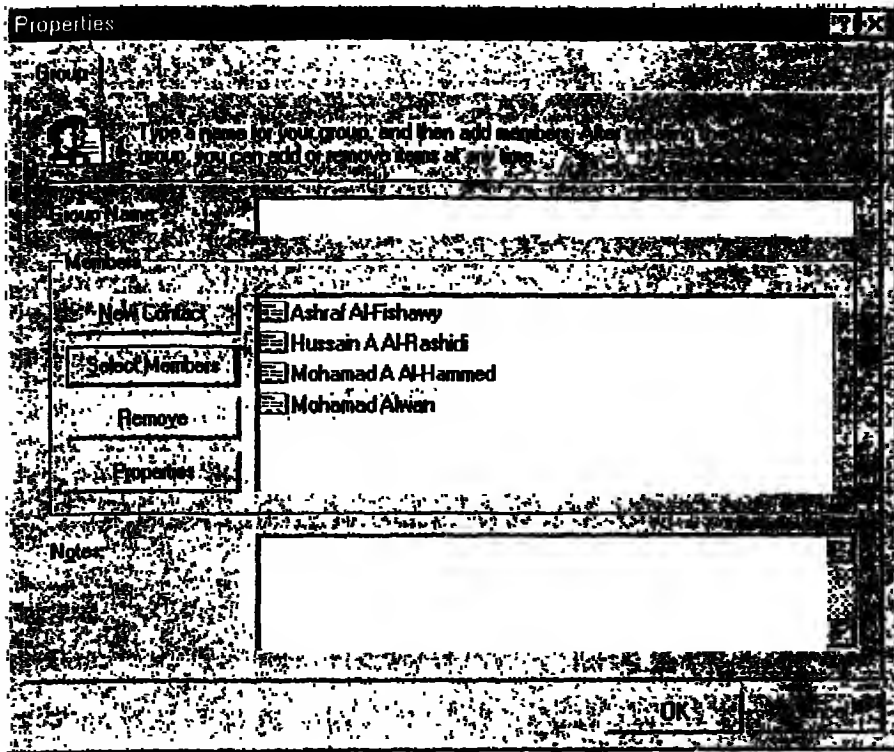 Properties
Group
Type a name for your group, and then add members. After
group, you can add or remove items at any time.
Group Name:
Members
New Contact
Ashraf Al-Fishawy
Hussain A Al-Rashidi
Select Members
Mohamad A Al-Hammed
Mohamad Alwan
Remove
Properties
Notes:
OK